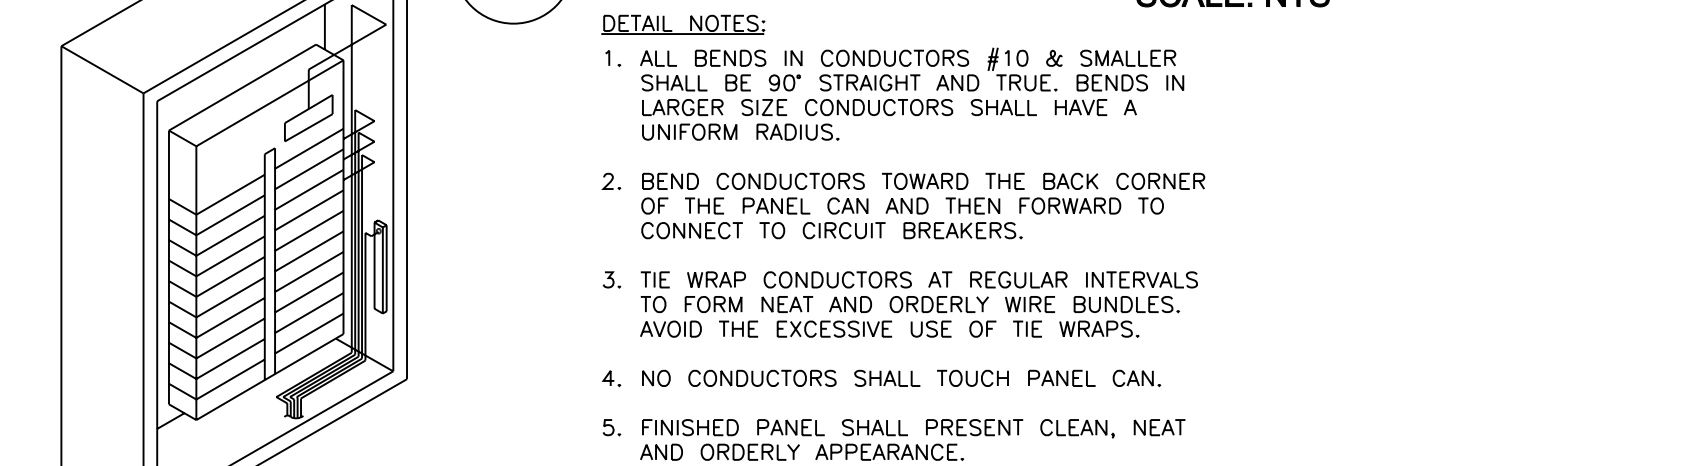 SCALE: NTS
DETAIL NOTES:
1. ALL BENDS IN CONDUCTORS #10 & SMALLER
SHALL BE 90° STRAIGHT AND TRUE. BENDS IN
LARGER SIZE CONDUCTORS SHALL HAVE A
UNIFORM RADIUS.
2. BEND CONDUCTORS TOWARD THE BACK CORNER
OF THE PANEL CAN AND THEN FORWARD TO
CONNECT TO CIRCUIT BREAKERS.
3. TIE WRAP CONDUCTORS AT REGULAR INTERVALS
TO FORM NEAT AND ORDERLY WIRE BUNDLES.
AVOID THE EXCESSIVE USE OF TIE WRAPS.
4. NO CONDUCTORS SHALL TOUCH PANEL CAN.
5. FINISHED PANEL SHALL PRESENT CLEAN, NEAT
AND ORDERLY APPEARANCE.